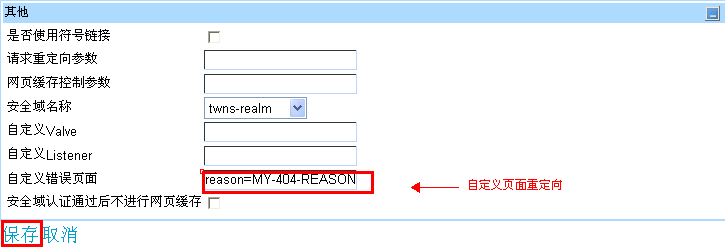 其他
是否使用符号链接
请求重定向参数
网页缓存控制参数
安全域名称 twns-realm
自定义Valve
自定义Listener
自定义错误页面 reason=MY-404-REASON 自定义页面重定向
安全域认证通过后不进行网页缓存
保存 取消